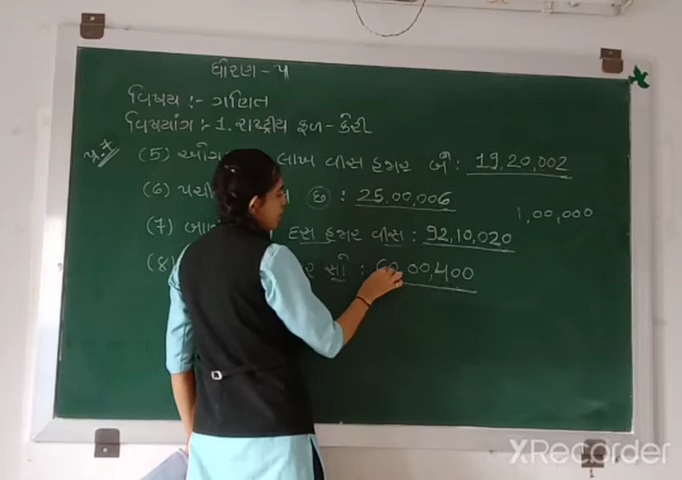 ધોરણ - ૫
વિષય :- ગણિત
વિષયાંગ :- 1. રાષ્ટ્રીય ફળ - કેરી
(5) લાખ વીસ હજાર બે : 19,20,002
(6) છ : 25,00,006
1,00,000
(7) દસ હજાર વીસ : 92,10,020
સો : 00,400
XRecorder